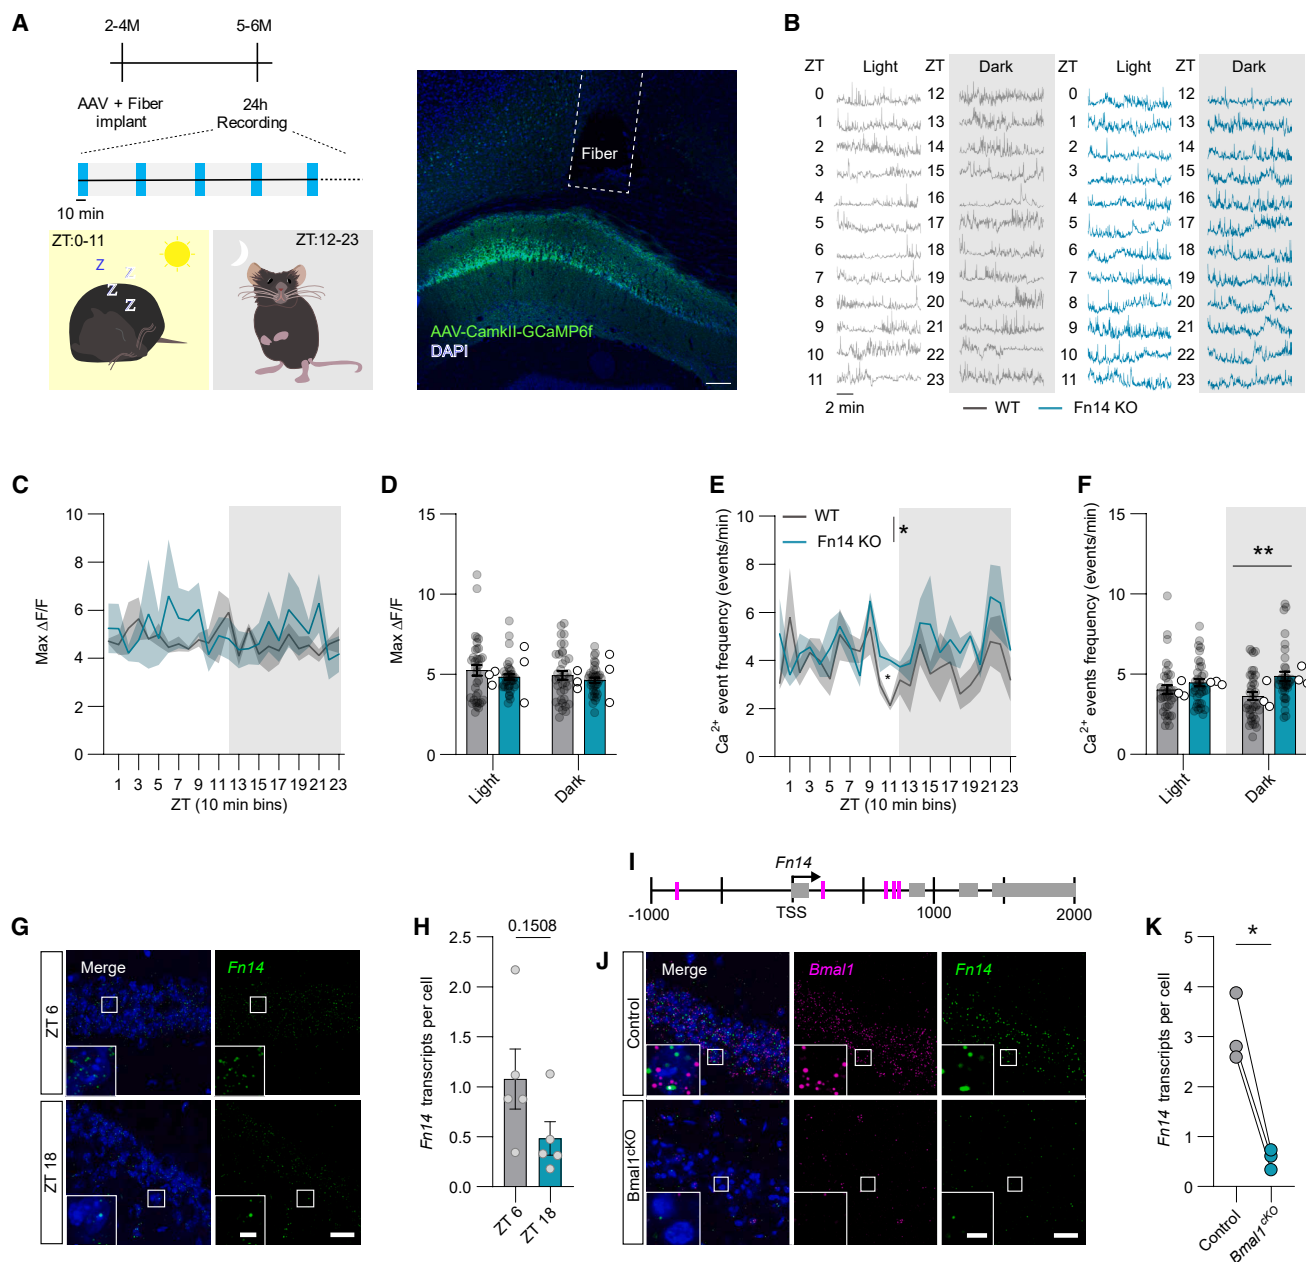 A
2-4M
5-6M
AAV + Fiber
implant
24h
Recording
10 min
ZT:0-11
ZT:12-23
Z
Z
Z
Z
Fiber
AAV-CamkII-GCaMP6f
DAPI
B
ZT Light ZT Dark ZT Light ZT Dark
0 12 0 12
1 13 1 13
2 14 2 14
3 15 3 15
4 16 4 16
5 17 5 17
6 18 6 18
7 19 7 19
8 20 8 20
9 21 9 21
10 22 10 22
11 23 11 23
2 min
WT Fn14 KO
C
Max ΔF/F
10
8
6
4
2
0
1 3 5 7 9 11 13 15 17 19 21 23
ZT (10 min bins)
D
Max ΔF/F
15
10
5
0
Light
Dark
E
Ca2+ event frequency (events/min)
10
8
6
4
2
0
WT
Fn14 KO
*
*
1 3 5 7 9 11 13 15 17 19 21 23
ZT (10 min bins)
F
Ca2+ events frequency (events/min)
15
10
5
0
**
Light
Dark
G
Merge
Fn14
ZT 6
ZT 18
H
Fn14 transcripts per cell
0.1508
2.5
2.0
1.5
1.0
0.5
0.0
ZT 6
ZT 18
I
Fn14
-1000
TSS
1000
2000
J
Merge
Bmal1
Fn14
Control
Bmal1cKO
K
Fn14 transcripts per cell
*
5
4
3
2
1
0
Control
Bmal1cKO